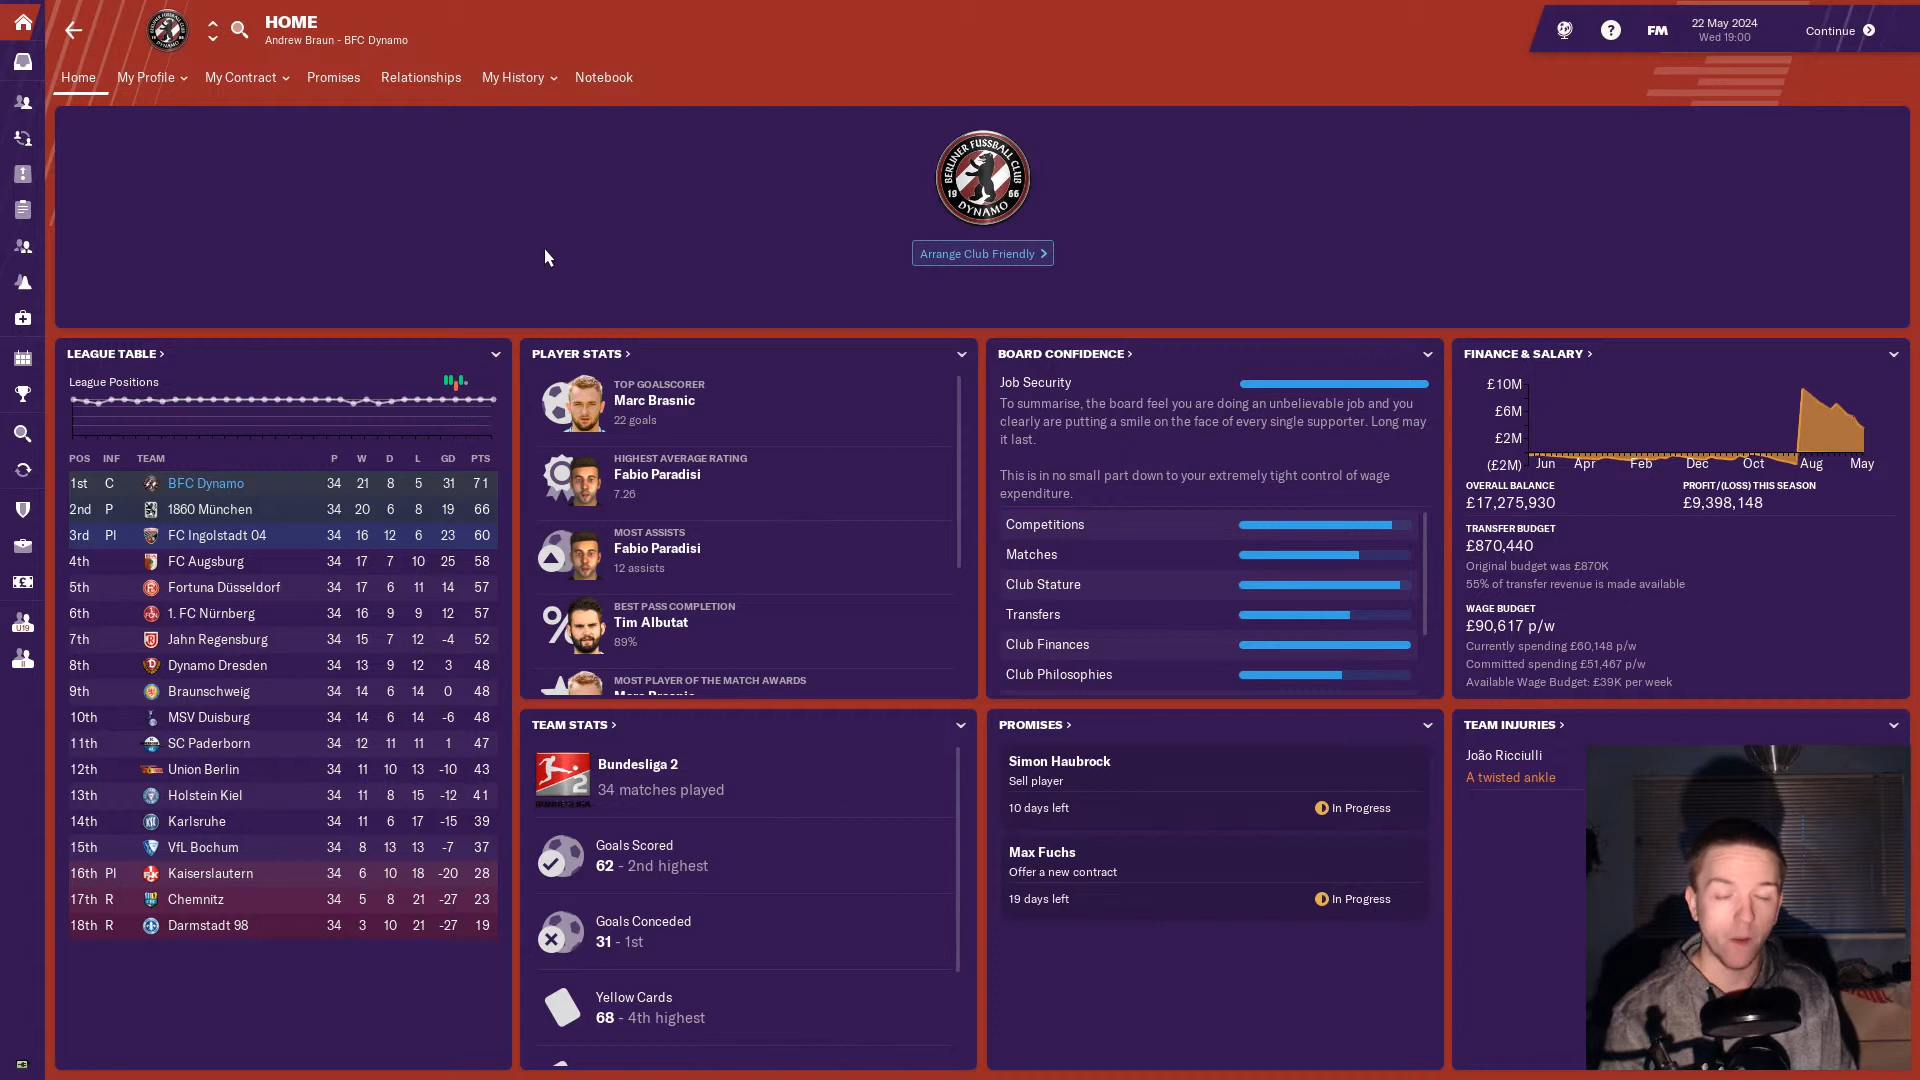 HOME
Andrew Braun - BFC Dynamo
FM
22 May 2024
Wed 19:00
Continue
Home
My Profile
My Contract
Promises
Relationships
My History
Notebook
BERLINER FUSSBALL CLUB
19 66
DYNAMO
Arrange Club Friendly
LEAGUE TABLE
League Positions
POS INF TEAM P W D L GD PTS
1st C BFC Dynamo 34 21 8 5 31 71
2nd P 1860 München 34 20 6 8 19 66
3rd Pl FC Ingolstadt 04 34 16 12 6 23 60
4th FC Augsburg 34 17 7 10 25 58
5th Fortuna Düsseldorf 34 17 6 11 14 57
6th 1. FC Nürnberg 34 16 9 9 12 57
7th Jahn Regensburg 34 15 7 12 -4 52
8th Dynamo Dresden 34 13 9 12 3 48
9th Braunschweig 34 14 6 14 0 48
10th MSV Duisburg 34 14 6 14 -6 48
11th SC Paderborn 34 12 11 11 1 47
12th Union Berlin 34 11 10 13 -10 43
13th Holstein Kiel 34 11 8 15 -12 41
14th Karlsruhe 34 11 6 17 -15 39
15th VfL Bochum 34 8 13 13 -7 37
16th Pl Kaiserslautern 34 6 10 18 -20 28
17th R Chemnitz 34 5 8 21 -27 23
18th R Darmstadt 98 34 3 10 21 -27 19
PLAYER STATS
TOP GOALSCORER
Marc Brasnic
22 goals
HIGHEST AVERAGE RATING
Fabio Paradisi
7.26
MOST ASSISTS
Fabio Paradisi
12 assists
BEST PASS COMPLETION
Tim Albutat
89%
MOST PLAYER OF THE MATCH AWARDS
Marc Brasnic
TEAM STATS
Bundesliga 2
34 matches played
Goals Scored
62 - 2nd highest
Goals Conceded
31 - 1st
Yellow Cards
68 - 4th highest
BOARD CONFIDENCE
Job Security
To summarise, the board feel you are doing an unbelievable job and you
clearly are putting a smile on the face of every single supporter. Long may
it last.
This is in no small part down to your extremely tight control of wage
expenditure.
Competitions
Matches
Club Stature
Transfers
Club Finances
Club Philosophies
PROMISES
Simon Haubrock
Sell player
10 days left
In Progress
Max Fuchs
Offer a new contract
19 days left
In Progress
FINANCE & SALARY
£10M
£6M
£2M
(£2M)
Jun Apr Feb Dec Oct Aug May
OVERALL BALANCE
£17,275,930
PROFIT/(LOSS) THIS SEASON
£9,398,148
TRANSFER BUDGET
£870,440
Original budget was £870K
55% of transfer revenue is made available
WAGE BUDGET
£90,617 p/w
Currently spending £60,148 p/w
Committed spending £51,467 p/w
Available Wage Budget: £39K per week
TEAM INJURIES
João Ricciulli
A twisted ankle
U19
II